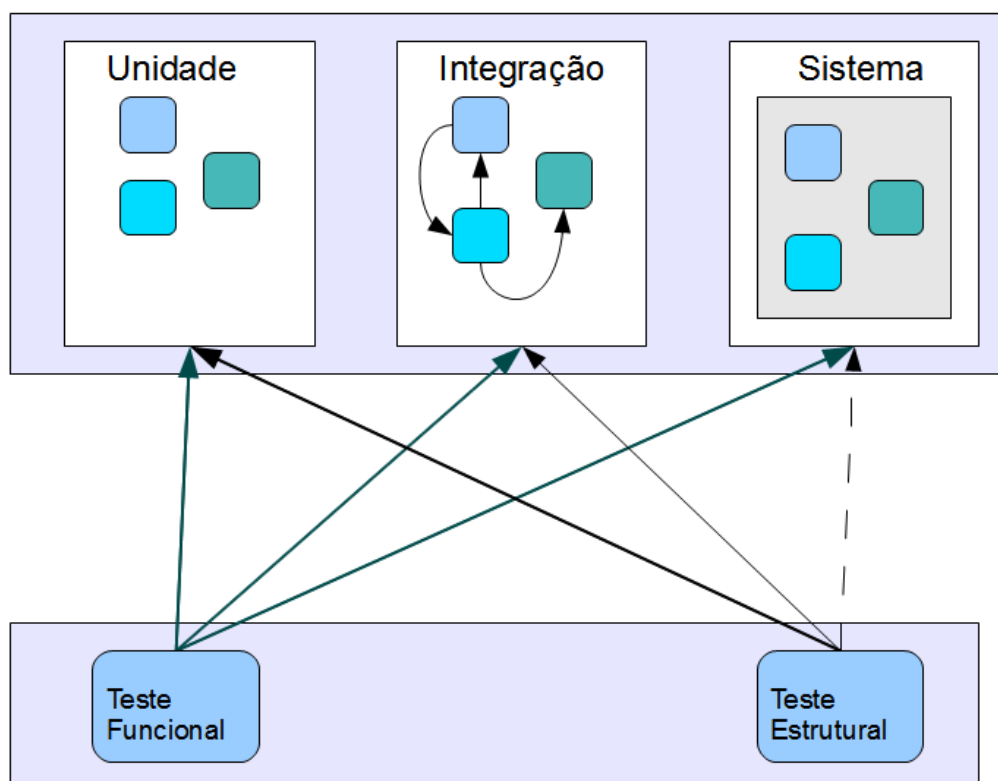 Unidade
Integração
Sistema
Teste
Funcional
Teste
Estrutural